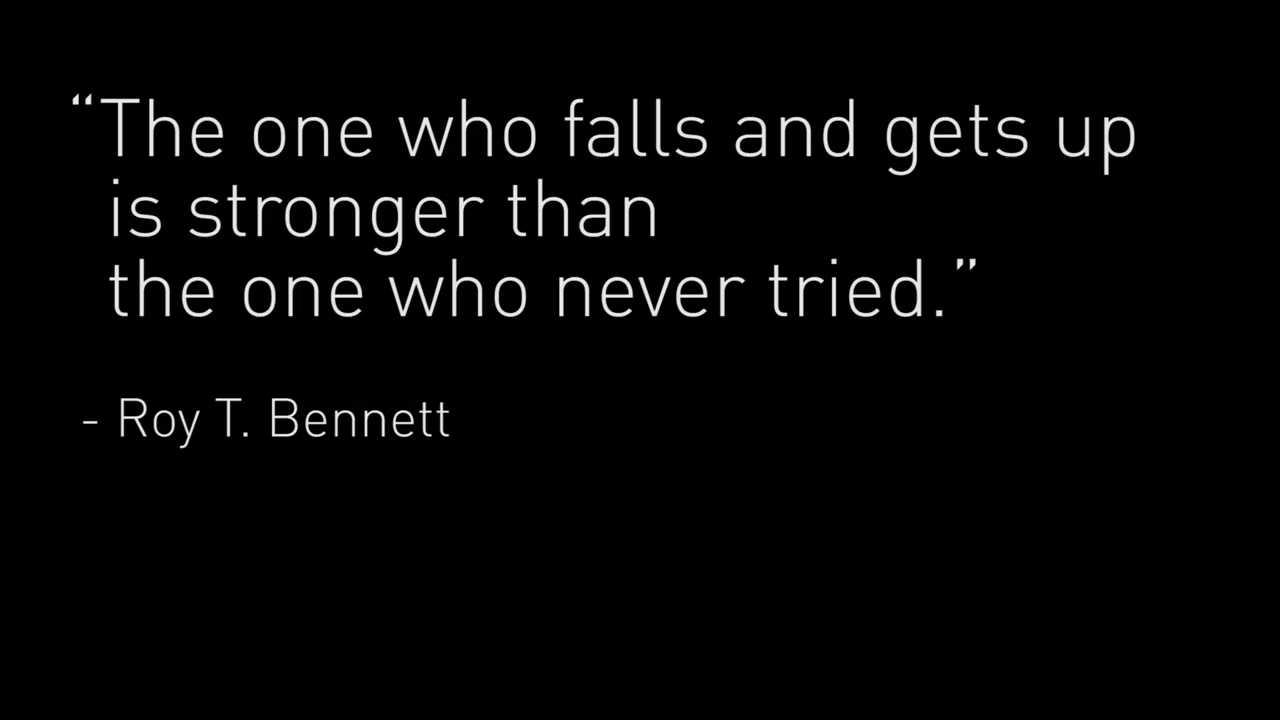 “The one who falls and gets up
is stronger than
the one who never tried.”
- Roy T. Bennett